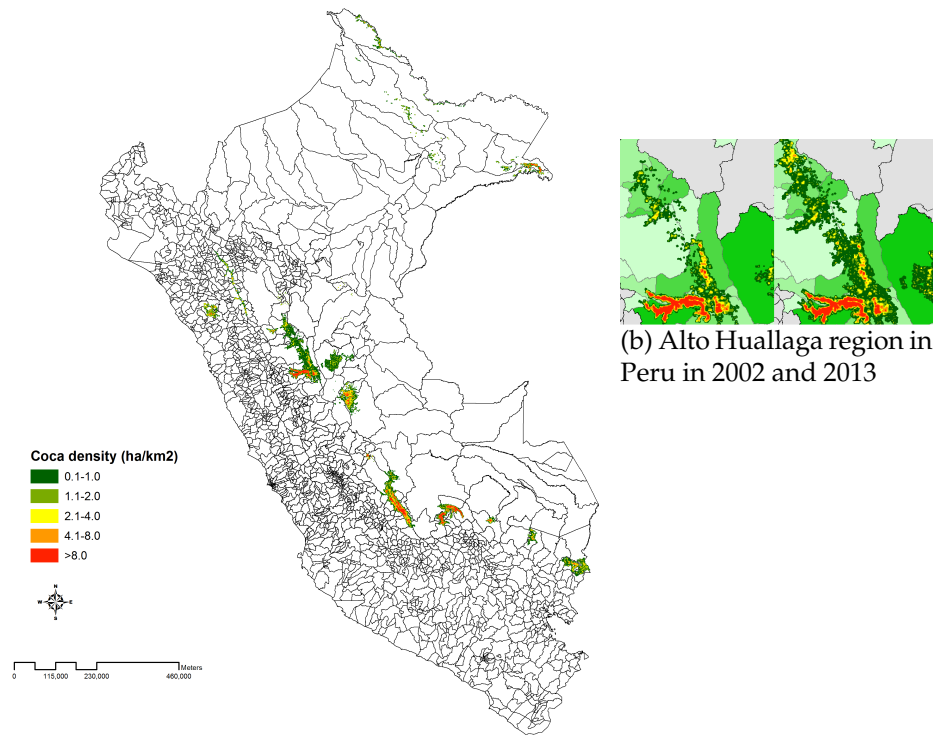 (b) Alto Huallaga region in
Peru in 2002 and 2013
Coca density (ha/km2)
0.1-1.0
1.1-2.0
2.1-4.0
4.1-8.0
>8.0
N
W E
S
Meters
0 115,000 230,000 460,000